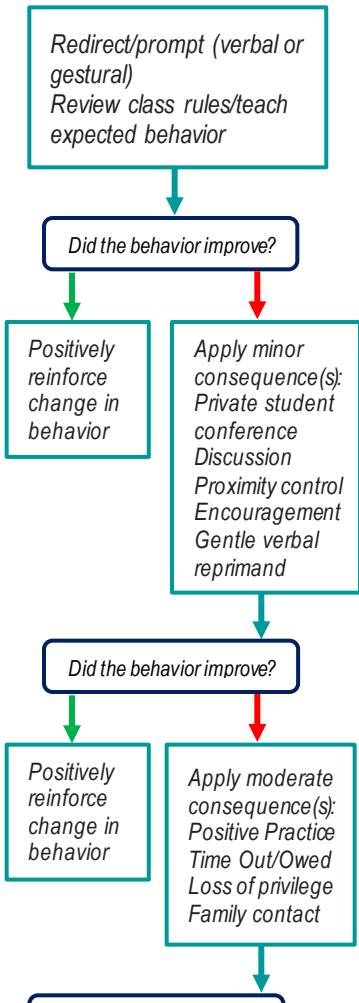 Redirect/prompt (verbal or
gestural)
Review class rules/teach
expected behavior
Did the behavior improve?
Positively
reinforce
change in
behavior
Apply minor
consequence(s):
Private student
conference
Discussion
Proximity control
Encouragement
Gentle verbal
reprimand
Did the behavior improve?
Positively
reinforce
change in
behavior
Apply moderate
consequence(s):
Positive Practice
Time Out/Owed
Loss of privilege
Family contact